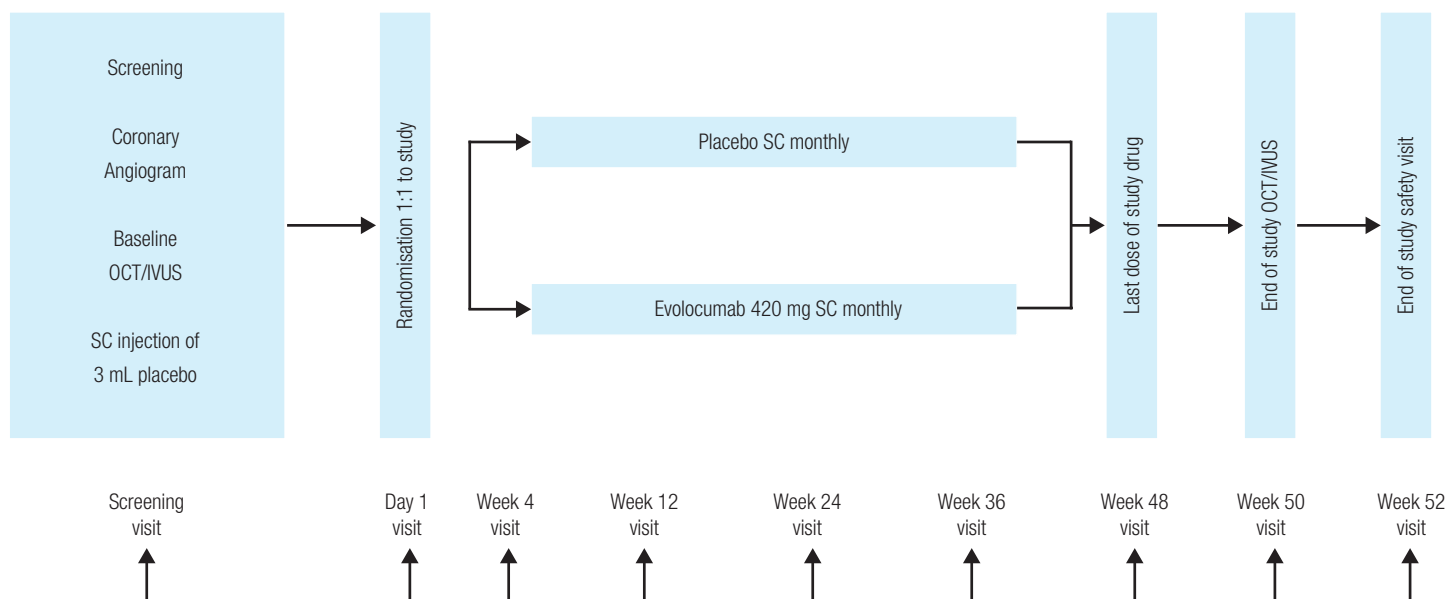 Screening
Coronary
Angiogram
Baseline
OCT/IVUS
SC injection of
3 mL placebo
Randomisation 1:1 to study
Placebo SC monthly
Evolocumab 420 mg SC monthly
Last dose of study drug
End of study OCT/IVUS
End of study safety visit
Screening
visit
Day 1
visit
Week 4
visit
Week 12
visit
Week 24
visit
Week 36
visit
Week 48
visit
Week 50
visit
Week 52
visit